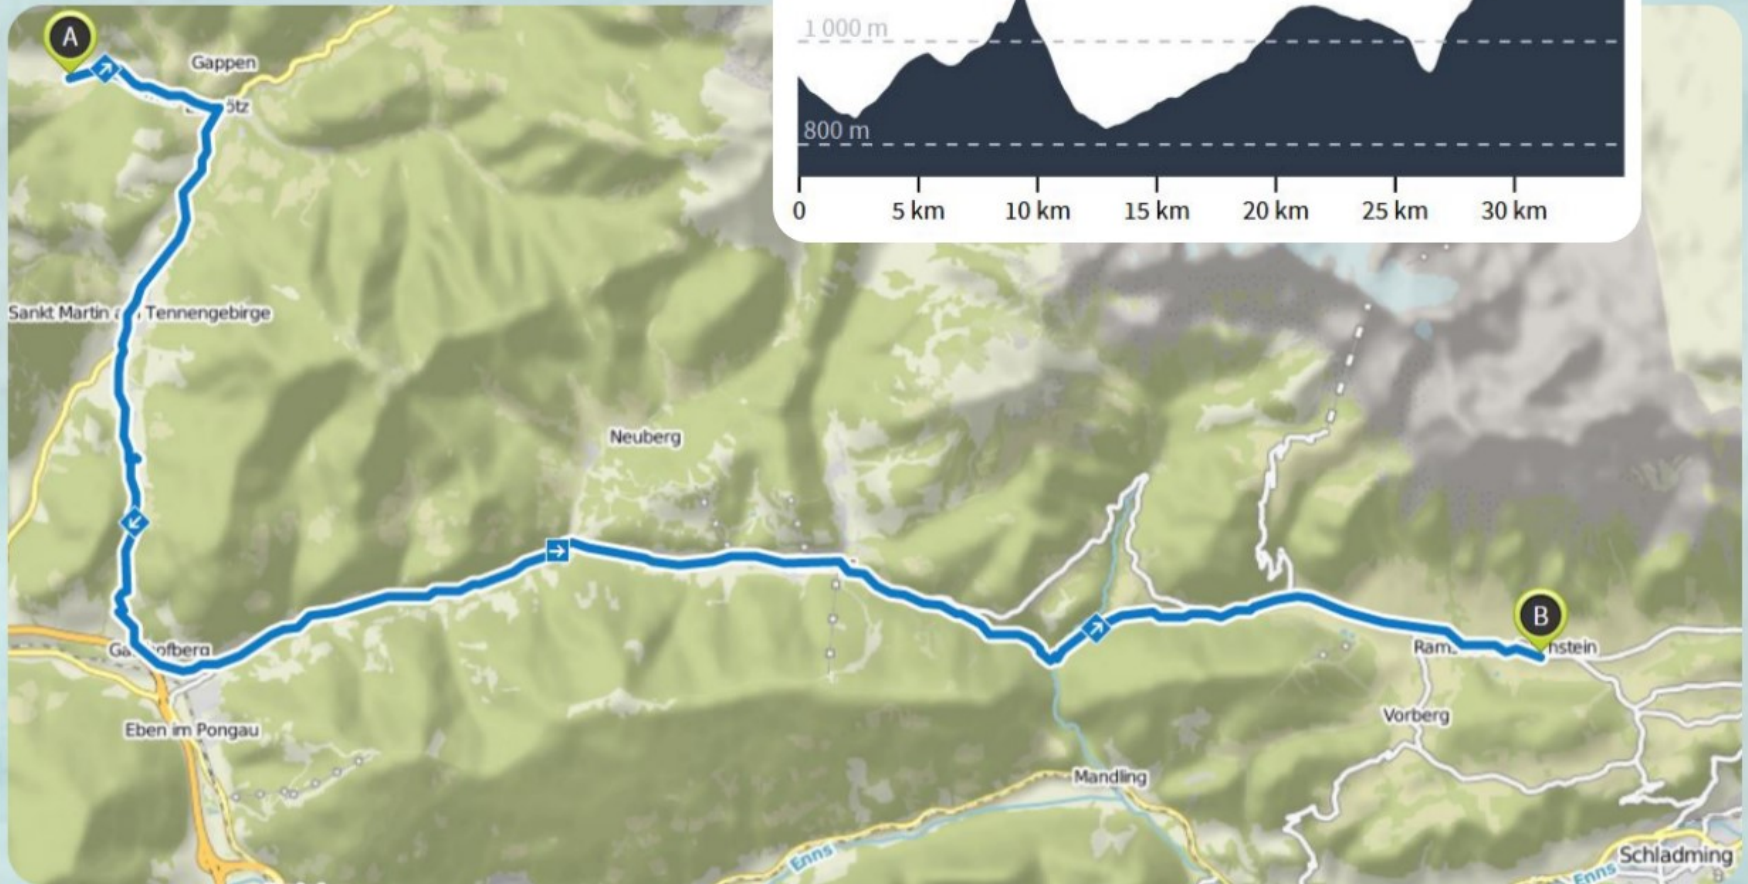 A
Gappen
1 000 m
800 m
0 5 km 10 km 15 km 20 km 25 km 30 km
Sankt Martin Tennengebirge
Neuberg
B
Eben im Pongau
Vorberg
Mandling
Enns
Schladming
Enns